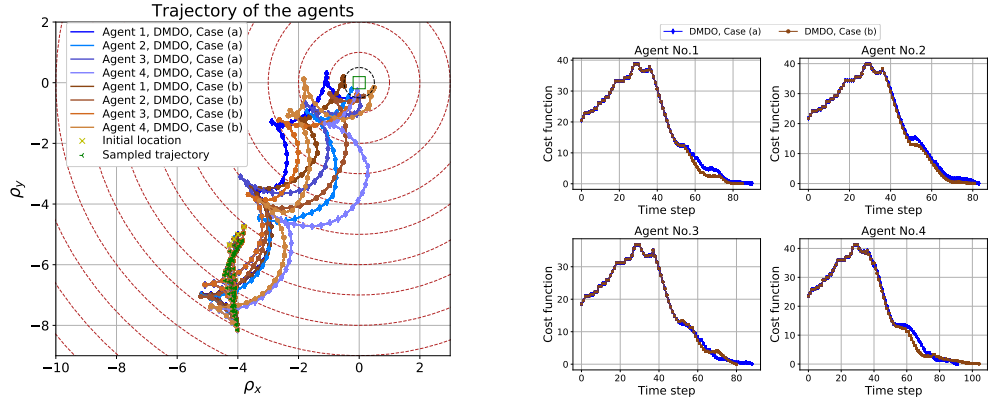 Trajectory of the agents
2
0
−2
−4
−6
−8
ρy
−10
−8
−6
−4
−2
0
2
ρx
Agent 1, DMDO, Case (a)
Agent 2, DMDO, Case (a)
Agent 3, DMDO, Case (a)
Agent 4, DMDO, Case (a)
Agent 1, DMDO, Case (b)
Agent 2, DMDO, Case (b)
Agent 3, DMDO, Case (b)
Agent 4, DMDO, Case (b)
Initial location
Sampled trajectory
DMDO, Case (a)
DMDO, Case (b)
Agent No.1
40
30
20
10
0
Cost function
0
20
40
60
80
Time step
Agent No.2
40
30
20
10
0
Cost function
0
20
40
60
80
Time step
Agent No.3
30
20
10
0
Cost function
0
20
40
60
80
Time step
Agent No.4
40
30
20
10
0
Cost function
0
20
40
60
80
100
Time step